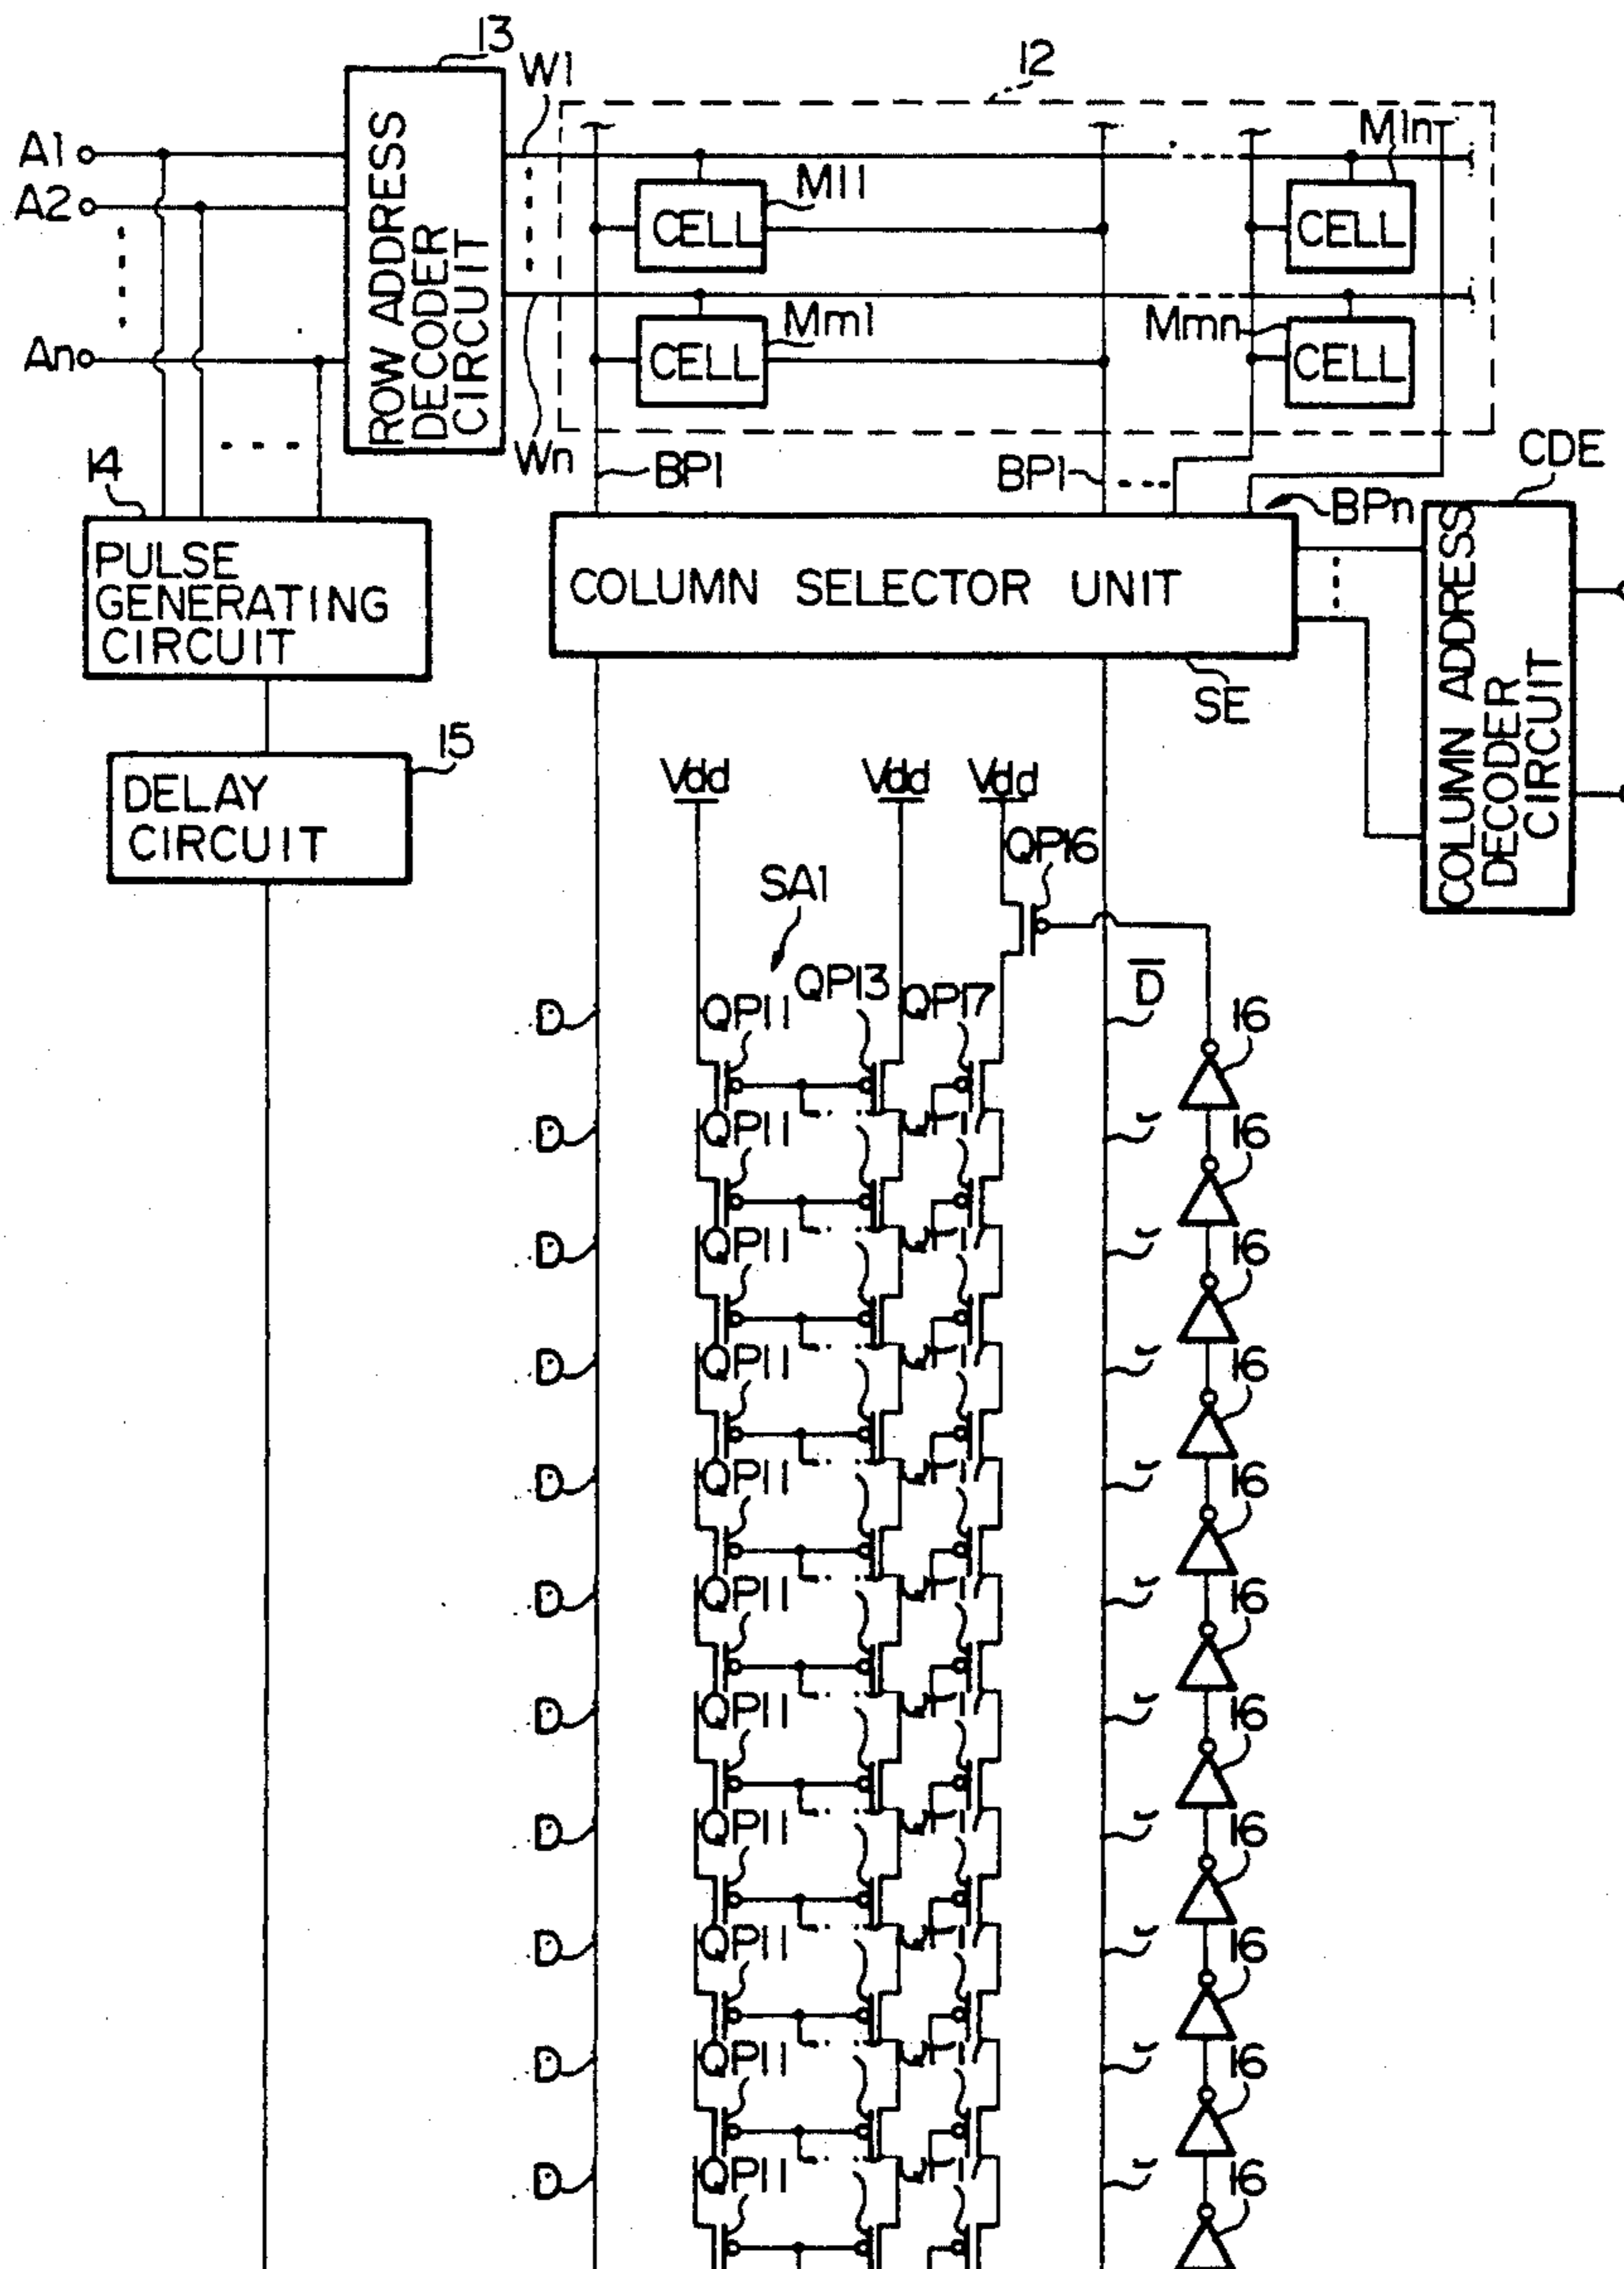 13
W1
12
A1
M1n
M11
CELL
CELL
A2
ROW ADDRESS
DECODER
CIRCUIT
Mm1
Mmn
CELL
CELL
An
Wn
BP1
BP1
BPn
CDE
14
PULSE
GENERATING
CIRCUIT
COLUMN SELECTOR UNIT
SE
COLUMN ADDRESS
DECODER
CIRCUIT
15
DELAY
CIRCUIT
Vdd
Vdd
Vdd
QP16
SA1
QP11
QP13
QP17
D
D
16
D
QP11
16
D
QP11
16
D
QP11
16
D
QP11
16
D
QP11
16
D
QP11
16
D
QP11
16
D
QP11
16
D
QP11
16
D
QP11
16